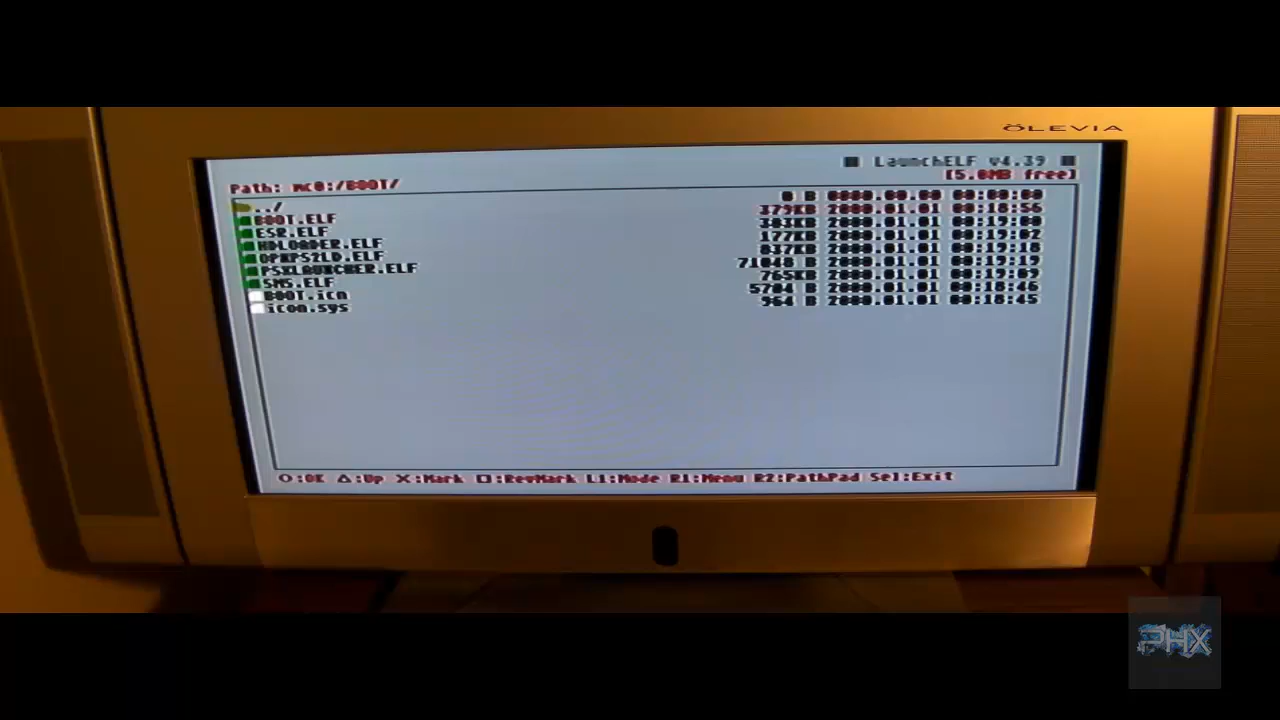 ÖLEVIA
LaunchELF v4.39
Path: mc0:/BOOT/ [5.0MB free]
../ 0 B 0000.00.00 00:00:00
BOOT.ELF 379KB 2000.01.01 00:18:56
ESR.ELF 383KB 2000.01.01 00:19:00
HDLOADER.ELF 177KB 2000.01.01 00:19:02
OPNPS2LD.ELF 837KB 2000.01.01 00:19:18
PSXLAUNCHER.ELF 71048 B 2000.01.01 00:19:19
SMS.ELF 765KB 2000.01.01 00:19:09
BOOT.icn 5704 B 2000.01.01 00:18:46
icon.sys 964 B 2000.01.01 00:18:45
O:OK △:Up X:Mark □:RevMark L1:Mode R1:Menu R2:PathPad Sel:Exit
PHX